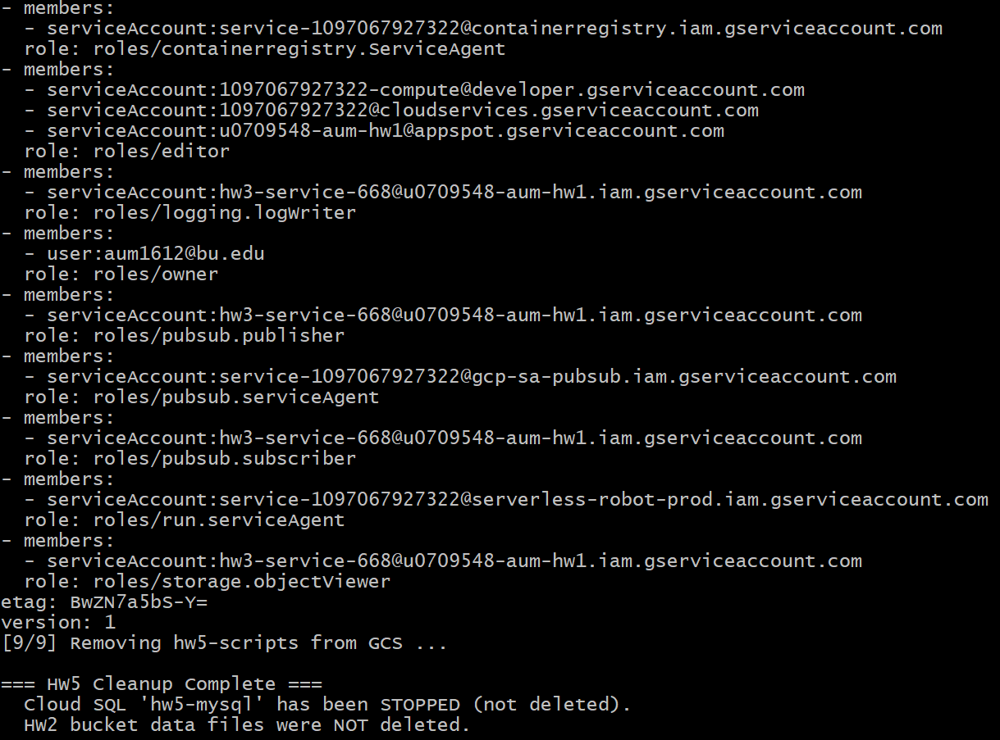 - members:
  - serviceAccount:service-1097067927322@containerregistry.iam.gserviceaccount.com
  role: roles/containerregistry.ServiceAgent
- members:
  - serviceAccount:1097067927322-compute@developer.gserviceaccount.com
  - serviceAccount:1097067927322@cloudservices.gserviceaccount.com
  - serviceAccount:u0709548-aum-hw1@appspot.gserviceaccount.com
  role: roles/editor
- members:
  - serviceAccount:hw3-service-668@u0709548-aum-hw1.iam.gserviceaccount.com
  role: roles/logging.logWriter
- members:
  - user:aum1612@bu.edu
  role: roles/owner
- members:
  - serviceAccount:hw3-service-668@u0709548-aum-hw1.iam.gserviceaccount.com
  role: roles/pubsub.publisher
- members:
  - serviceAccount:service-1097067927322@gcp-sa-pubsub.iam.gserviceaccount.com
  role: roles/pubsub.serviceAgent
- members:
  - serviceAccount:hw3-service-668@u0709548-aum-hw1.iam.gserviceaccount.com
  role: roles/pubsub.subscriber
- members:
  - serviceAccount:service-1097067927322@serverless-robot-prod.iam.gserviceaccount.com
  role: roles/run.serviceAgent
- members:
  - serviceAccount:hw3-service-668@u0709548-aum-hw1.iam.gserviceaccount.com
  role: roles/storage.objectViewer
etag: BwZN7a5bS-Y=
version: 1
[9/9] Removing hw5-scripts from GCS ...

=== HW5 Cleanup Complete ===
  Cloud SQL 'hw5-mysql' has been STOPPED (not deleted).
  HW2 bucket data files were NOT deleted.